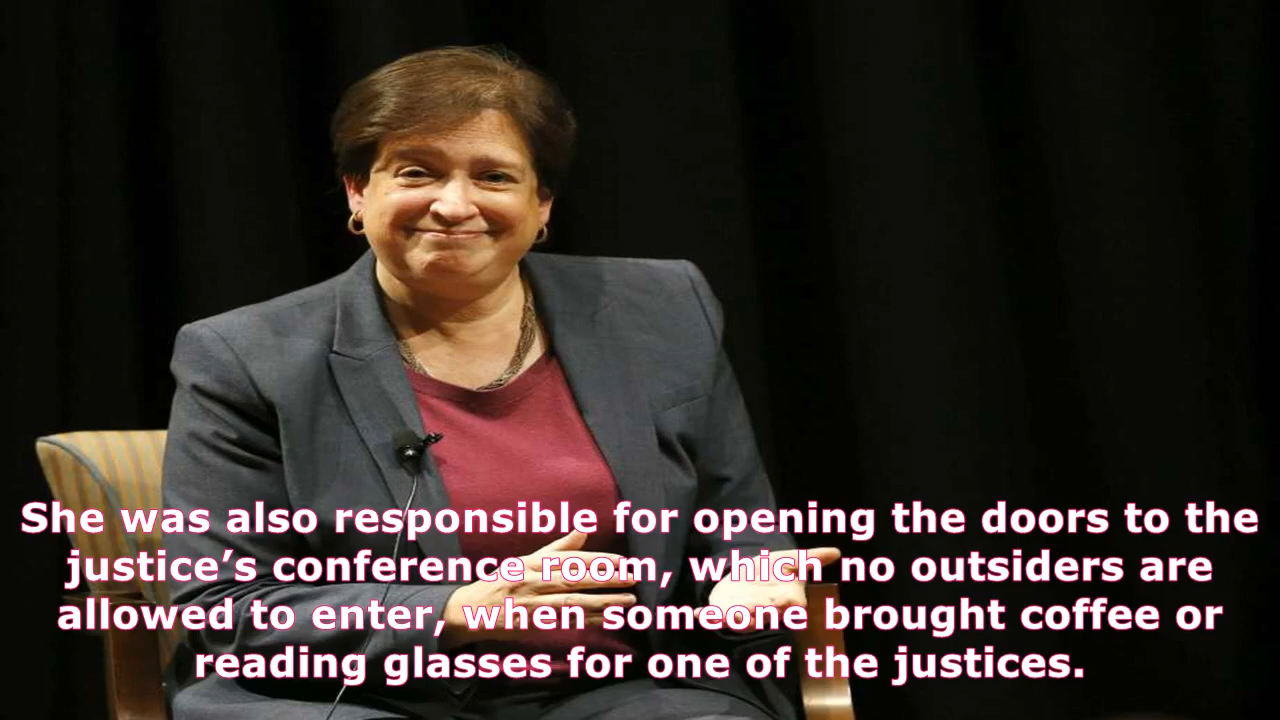 She was also responsible for opening the doors to the
justice’s conference room, which no outsiders are
allowed to enter, when someone brought coffee or
reading glasses for one of the justices.